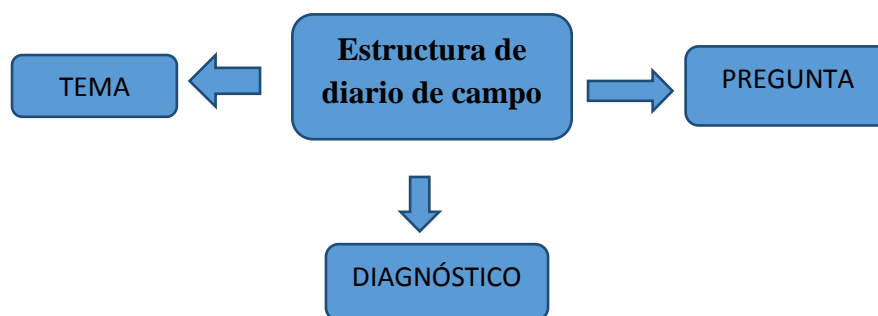 Estructura de
diario de campo
TEMA
PREGUNTA
DIAGNÓSTICO